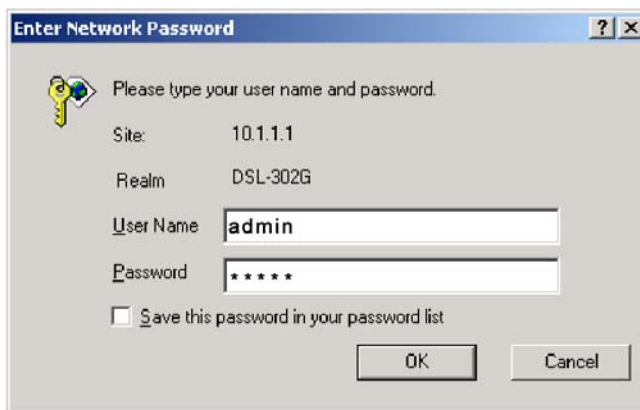 Enter Network Password
? X
Please type your user name and password.
Site: 10.1.1.1
Realm DSL-302G
User Name admin
Password *****
Save this password in your password list
OK Cancel